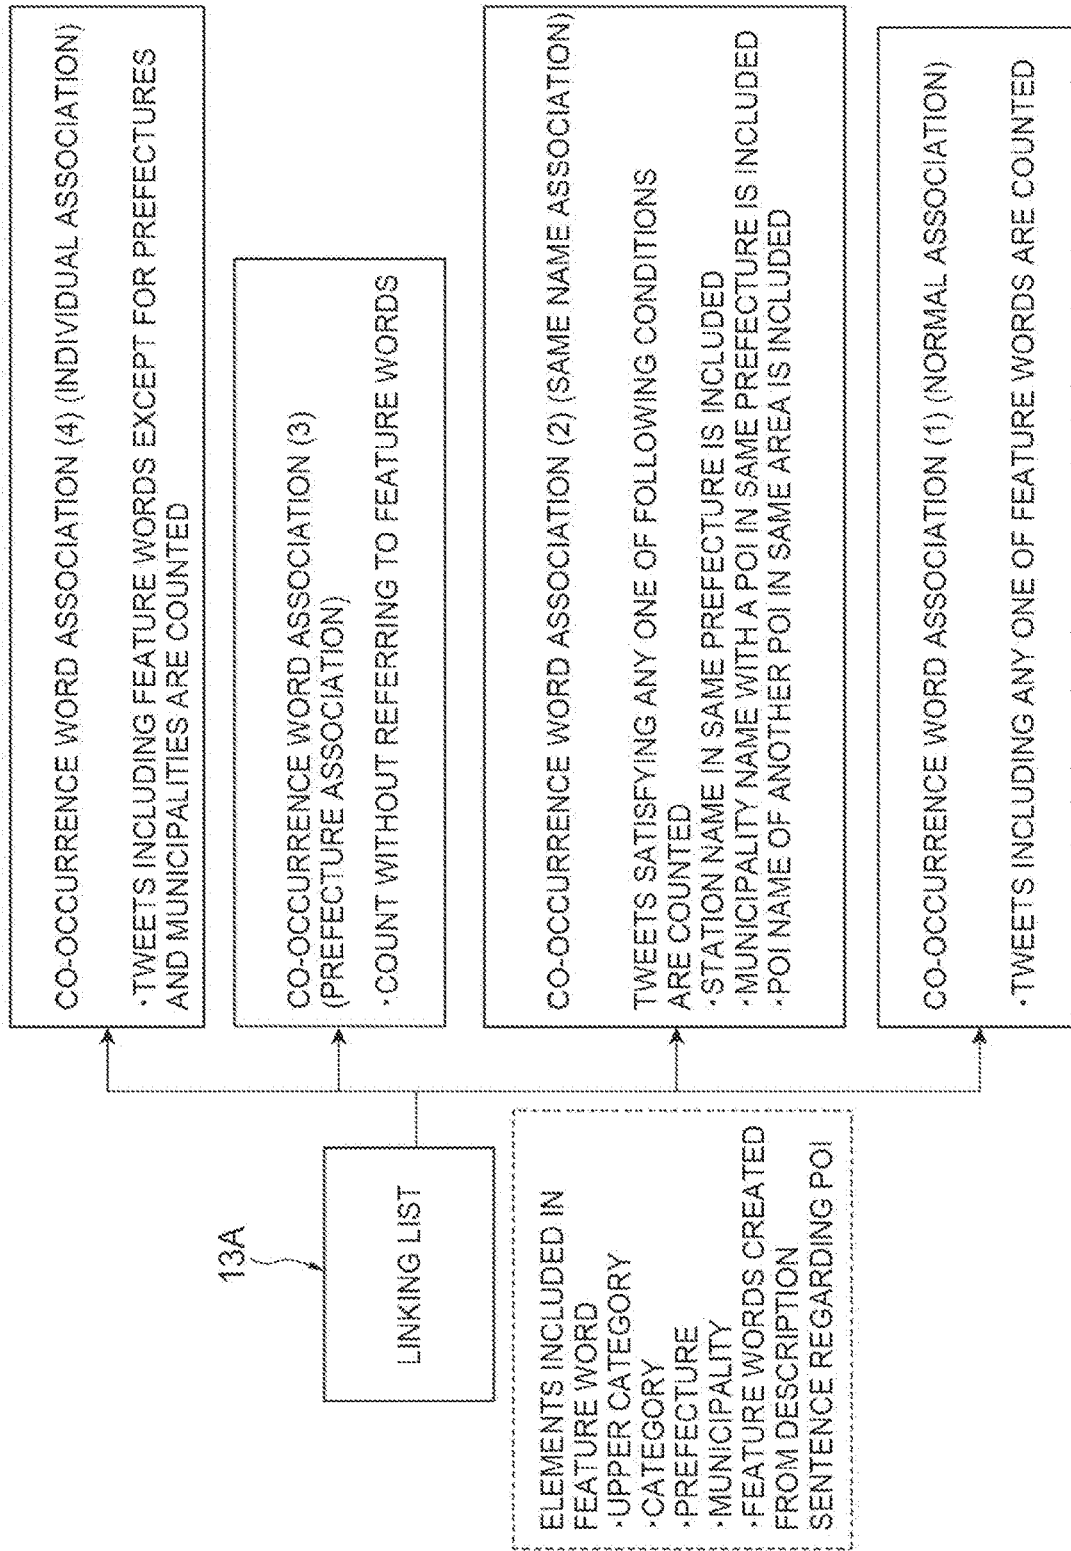 13A
LINKING LIST
ELEMENTS INCLUDED IN
FEATURE WORD
·UPPER CATEGORY
·CATEGORY
·PREFECTURE
·MUNICIPALITY
·FEATURE WORDS CREATED
FROM DESCRIPTION
SENTENCE REGARDING POI
CO-OCCURRENCE WORD ASSOCIATION (4) (INDIVIDUAL ASSOCIATION)
·TWEETS INCLUDING FEATURE WORDS EXCEPT FOR PREFECTURES
AND MUNICIPALITIES ARE COUNTED
CO-OCCURRENCE WORD ASSOCIATION (3)
(PREFECTURE ASSOCIATION)
·COUNT WITHOUT REFERRING TO FEATURE WORDS
CO-OCCURRENCE WORD ASSOCIATION (2) (SAME NAME ASSOCIATION)
TWEETS SATISFYING ANY ONE OF FOLLOWING CONDITIONS
ARE COUNTED
·STATION NAME IN SAME PREFECTURE IS INCLUDED
·MUNICIPALITY NAME WITH A POI IN SAME PREFECTURE IS INCLUDED
·POI NAME OF ANOTHER POI IN SAME AREA IS INCLUDED
CO-OCCURRENCE WORD ASSOCIATION (1) (NORMAL ASSOCIATION)
·TWEETS INCLUDING ANY ONE OF FEATURE WORDS ARE COUNTED